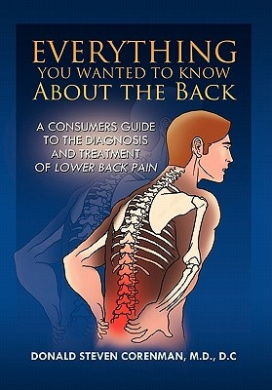 EVERYTHING
YOU WANTED TO KNOW
ABOUT THE BACK
A CONSUMERS GUIDE
TO THE DIAGNOSIS
AND TREATMENT
OF LOWER BACK PAIN
DONALD STEVEN CORENMAN, M.D., D.C